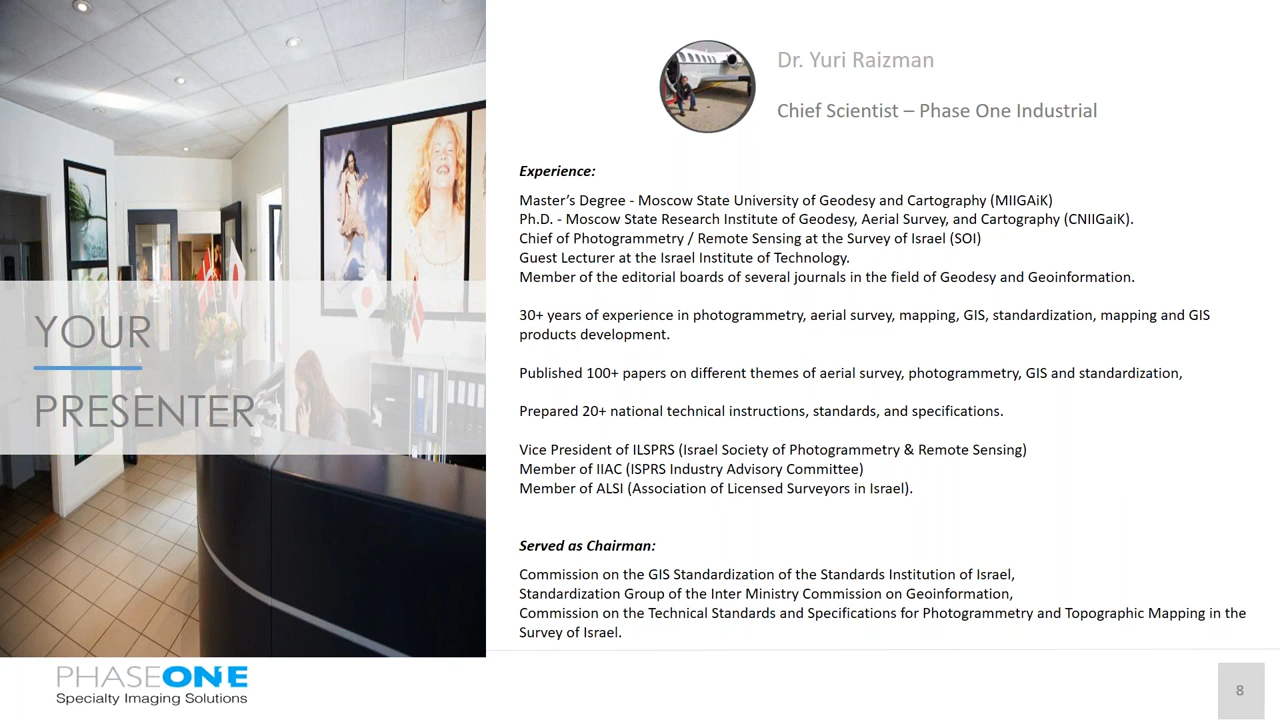 YOUR
PRESENTER
Dr. Yuri Raizman
Chief Scientist – Phase One Industrial
Experience:
Master’s Degree - Moscow State University of Geodesy and Cartography (MIIGAiK)
Ph.D. - Moscow State Research Institute of Geodesy, Aerial Survey, and Cartography (CNIIGaiK).
Chief of Photogrammetry / Remote Sensing at the Survey of Israel (SOI)
Guest Lecturer at the Israel Institute of Technology.
Member of the editorial boards of several journals in the field of Geodesy and Geoinformation.
30+ years of experience in photogrammetry, aerial survey, mapping, GIS, standardization, mapping and GIS
products development.
Published 100+ papers on different themes of aerial survey, photogrammetry, GIS and standardization,
Prepared 20+ national technical instructions, standards, and specifications.
Vice President of ILSPRS (Israel Society of Photogrammetry & Remote Sensing)
Member of IIAC (ISPRS Industry Advisory Committee)
Member of ALSI (Association of Licensed Surveyors in Israel).
Served as Chairman:
Commission on the GIS Standardization of the Standards Institution of Israel,
Standardization Group of the Inter Ministry Commission on Geoinformation,
Commission on the Technical Standards and Specifications for Photogrammetry and Topographic Mapping in the
Survey of Israel.
PHASEONE
Specialty Imaging Solutions
8